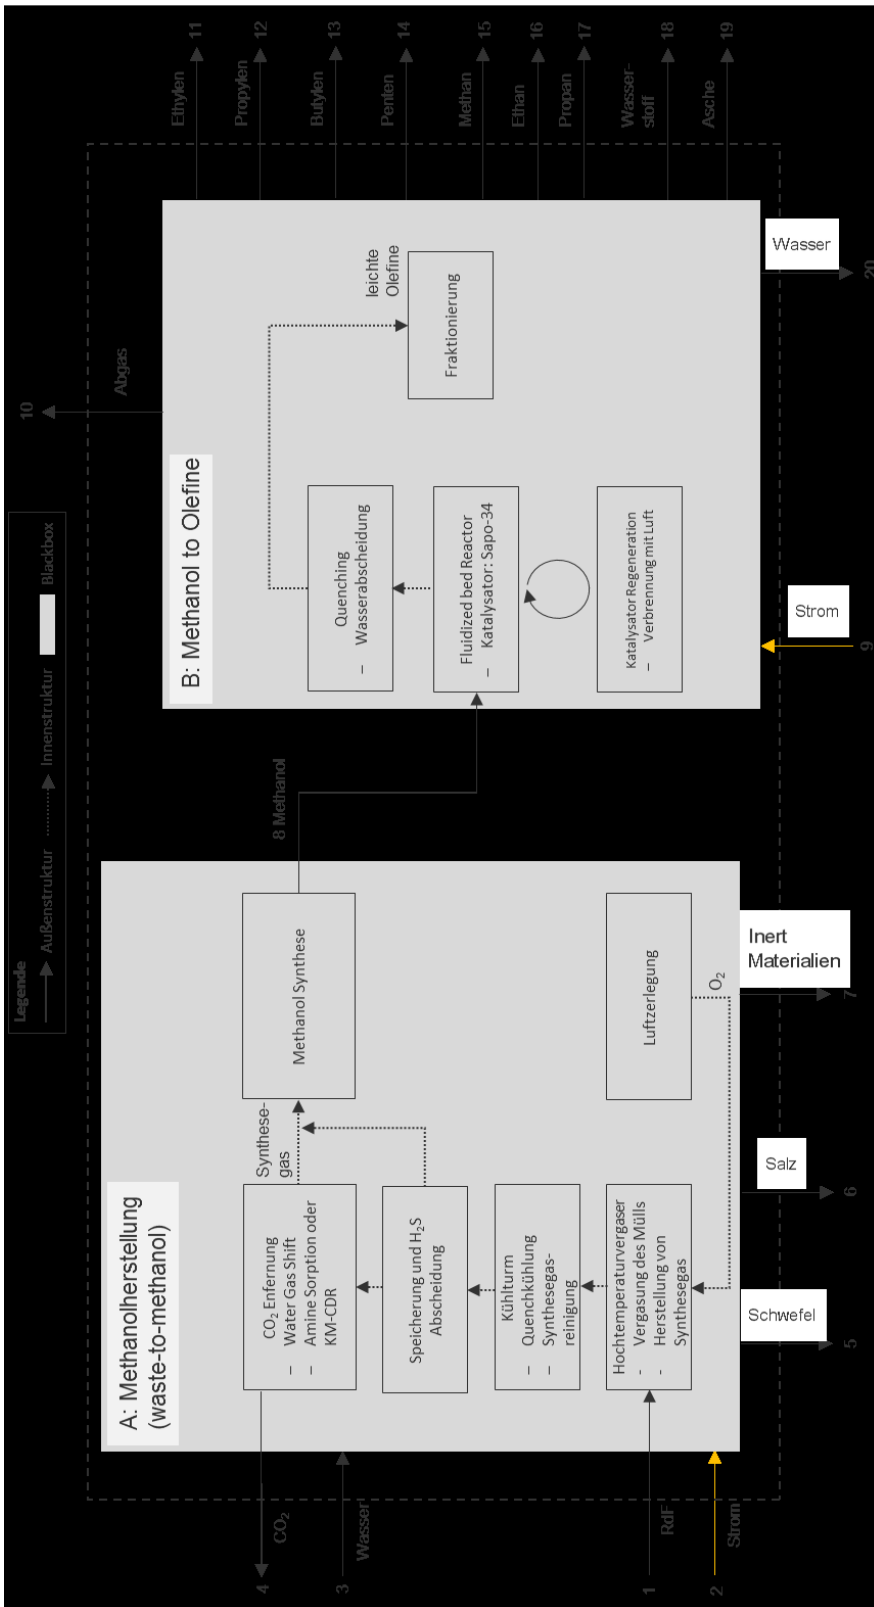 Legende
Außenstruktur
Innenstruktur
Blackbox
A: Methanolherstellung
(waste-to-methanol)
CO₂ Enfernung
Water Gas Shift
– Amine Sorption oder
– KM-CDR
Synthese-
gas
Methanol Synthese
Speicherung und H₂S
Abscheidung
Kühlturm
Quenchkühlung
– Synthesegas-
– reinigung
Hochtemperaturvergaser
- Vergasung des Mülls
- Herstellung von
Synthesegas
Luftzerlegung
O₂
4
CO₂
3
Wasser
1
RdF
2
Strom
5
Schwefel
6
Salz
7
Inert
Materialien
8 Methanol
B: Methanol to Olefine
Quenching
– Wasserabscheidung
Fluidized bed Reactor
– Katalysator: Sapo-34
Katalysator Regeneration
– Verbrennung mit Luft
leichte
Olefine
Fraktionierung
9
Strom
10
Abgas
Ethylen
11
Propylen
12
Butylen
13
Penten
14
Methan
15
Ethan
16
Propan
17
Wasser-
stoff
18
Asche
19
Wasser
20